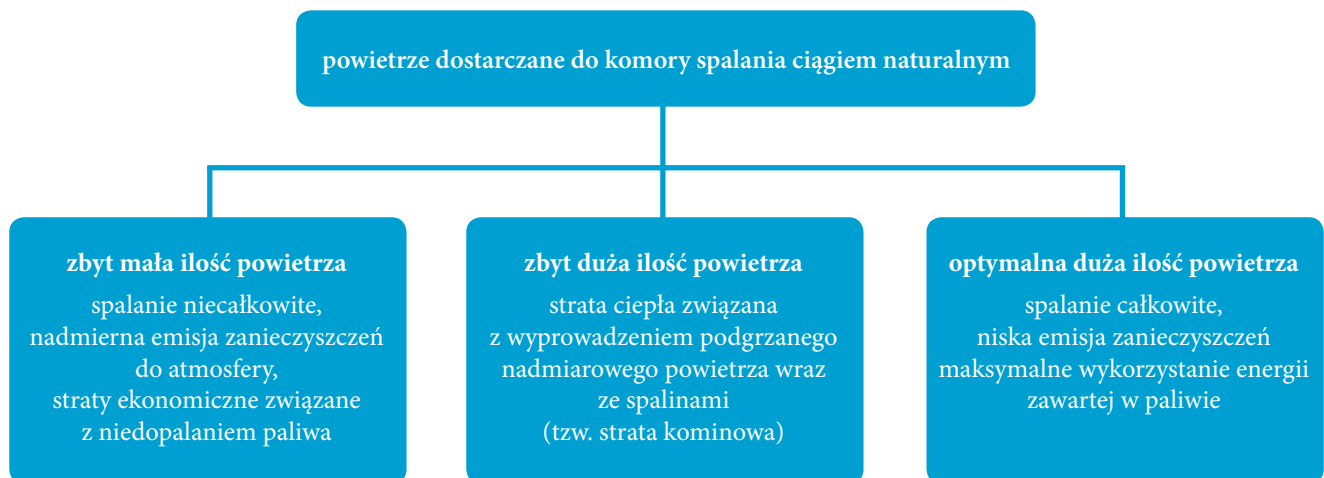 powietrze dostarczane do komory spalania ciągiem naturalnym
zbyt mała ilość powietrza
spalanie niecałkowite,
nadmierna emisja zanieczyszczeń
do atmosfery,
straty ekonomiczne związane
z niedopalaniem paliwa
zbyt duża ilość powietrza
strata ciepła związana
z wyprowadzeniem podgrzanego
nadmiarowego powietrza wraz
ze spalinami
(tzw. strata kominowa)
optymalna duża ilość powietrza
spalanie całkowite,
niska emisja zanieczyszczeń
maksymalne wykorzystanie energii
zawartej w paliwie